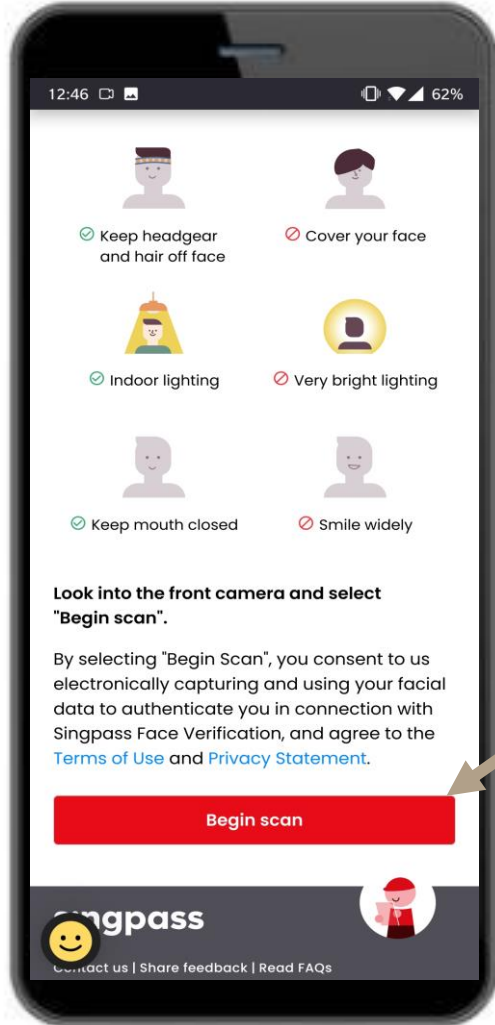 12:46 62%
Keep headgear
and hair off face
Cover your face
Indoor lighting
Very bright lighting
Keep mouth closed
Smile widely
Look into the front camera and select
"Begin scan".
By selecting "Begin Scan", you consent to us
electronically capturing and using your facial
data to authenticate you in connection with
Singpass Face Verification, and agree to the
Terms of Use and Privacy Statement.
Begin scan
singpass
Contact us | Share feedback | Read FAQs